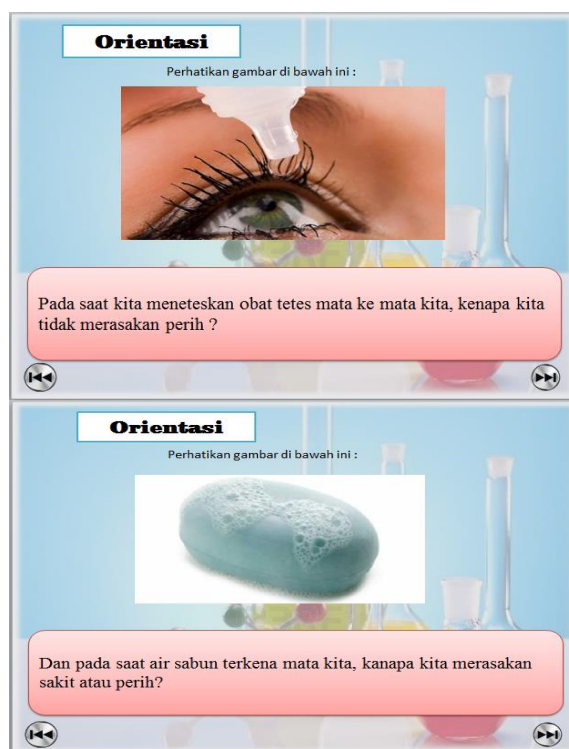 Orientasi
Perhatikan gambar di bawah ini :
Pada saat kita meneteskan obat tetes mata ke mata kita, kenapa kita
tidak merasakan perih ?
Orientasi
Perhatikan gambar di bawah ini :
Dan pada saat air sabun terkena mata kita, kanapa kita merasakan
sakit atau perih?